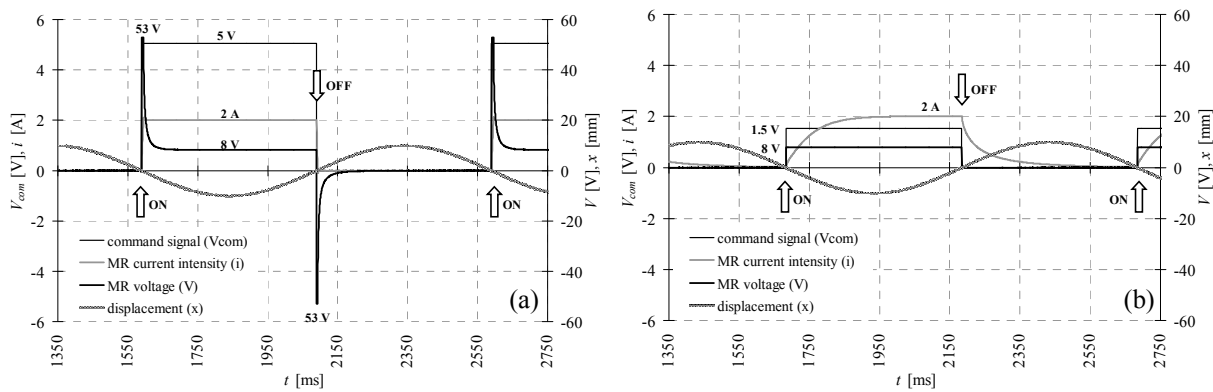 6
4
2
0
-2
-4
-6
V_com [V], i [A]
53 V
5 V
2 A
8 V
OFF
ON
ON
53 V
60
40
20
0
-20
-40
-60
V [V], x [mm]
command signal (Vcom)
MR current intensity (i)
MR voltage (V)
displacement (x)
(a)
1350
1550
1750
1950
2150
2350
2550
2750
t [ms]
6
4
2
0
-2
-4
-6
V_com [V], i [A]
2 A
1.5 V
8 V
OFF
ON
ON
60
40
20
0
-20
-40
-60
V [V], x [mm]
command signal (Vcom)
MR current intensity (i)
MR voltage (V)
displacement (x)
(b)
1350
1550
1750
1950
2150
2350
2550
2750
t [ms]